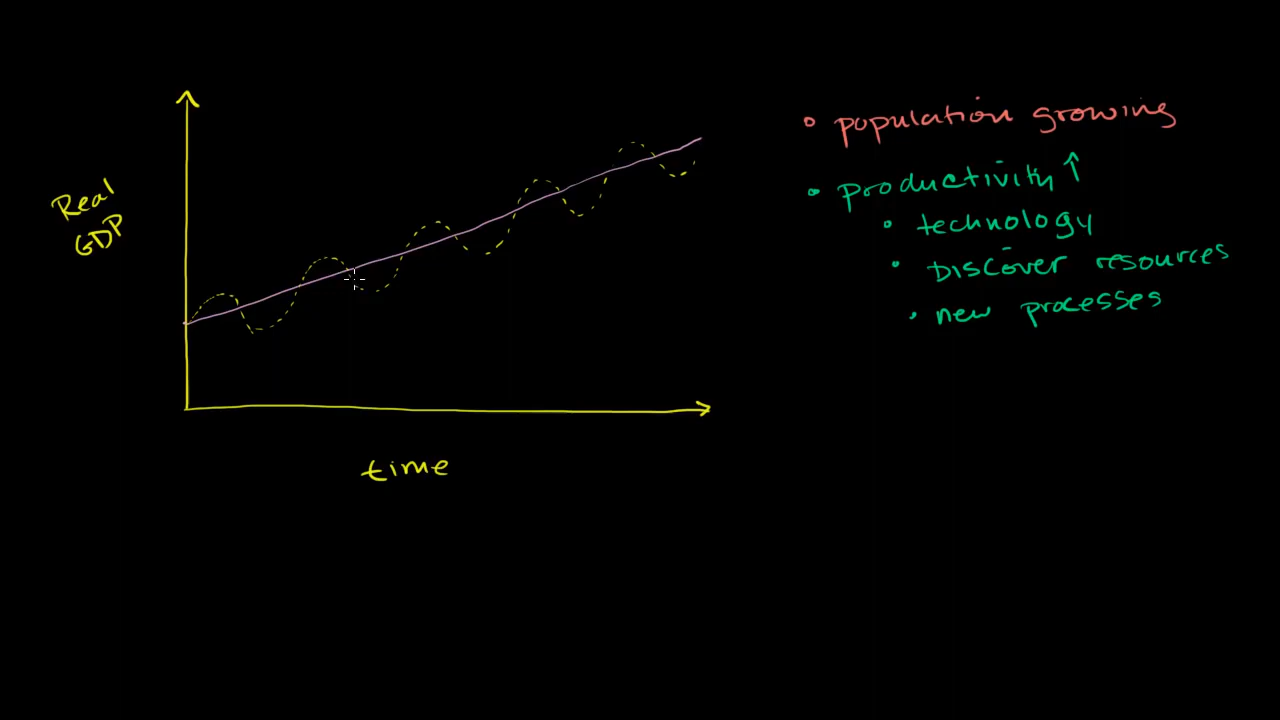 Real
GDP
time
• population growing
• productivity ↑
• technology
• Discover resources
• new processes